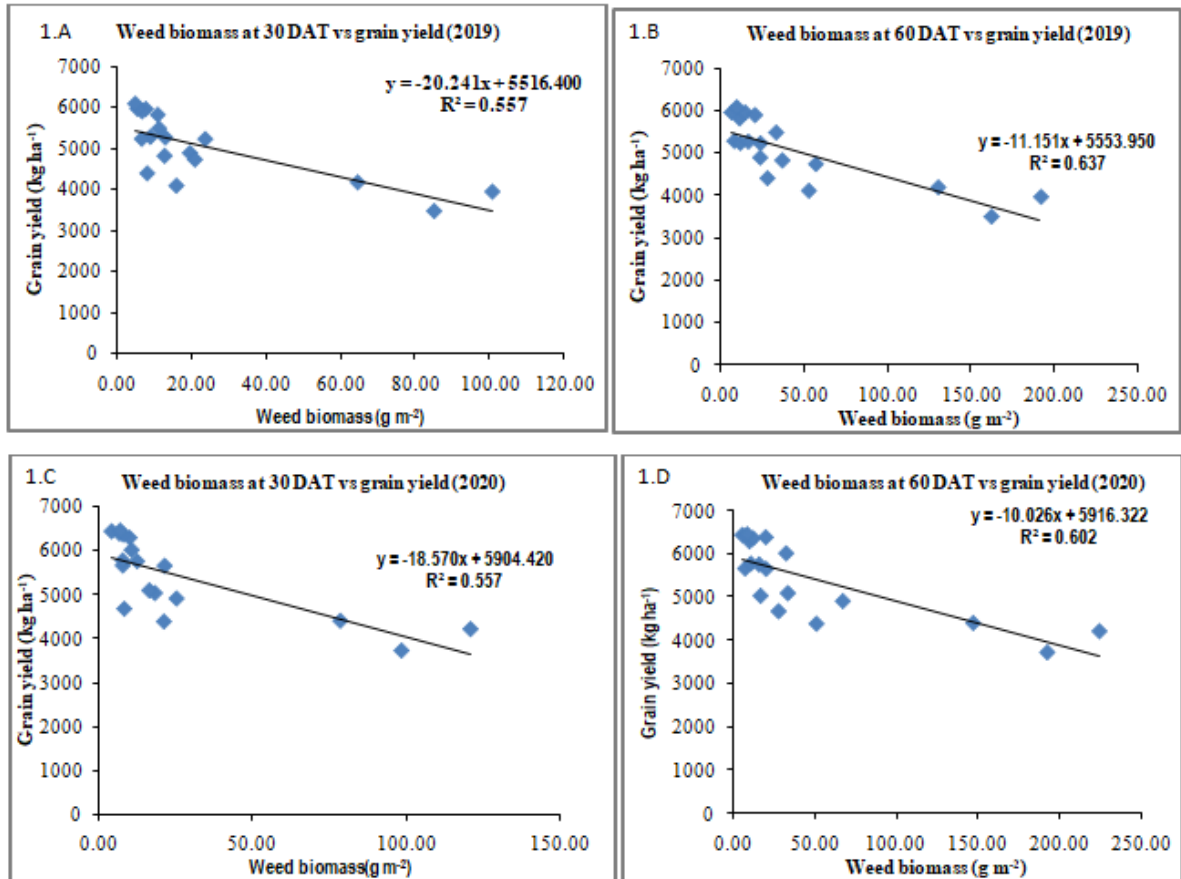 1.A
Weed biomass at 30 DAT vs grain yield (2019)
y = -20.241x + 5516.400
R² = 0.557
Grain yield (kg ha⁻¹)
7000
6000
5000
4000
3000
2000
1000
0
0.00 20.00 40.00 60.00 80.00 100.00 120.00
Weed biomass (g m⁻²)
1.B
Weed biomass at 60 DAT vs grain yield (2019)
y = -11.151x + 5553.950
R² = 0.637
Grain yield (kg ha⁻¹)
7000
6000
5000
4000
3000
2000
1000
0
0.00 50.00 100.00 150.00 200.00 250.00
Weed biomass (g m⁻²)
1.C
Weed biomass at 30 DAT vs grain yield (2020)
y = -18.570x + 5904.420
R² = 0.557
Grain yield (kg ha⁻¹)
7000
6000
5000
4000
3000
2000
1000
0
0.00 50.00 100.00 150.00
Weed biomass(g m⁻²)
1.D
Weed biomass at 60 DAT vs grain yield (2020)
y = -10.026x + 5916.322
R² = 0.602
Grain yield (kg ha⁻¹)
7000
6000
5000
4000
3000
2000
1000
0
0.00 50.00 100.00 150.00 200.00 250.00
Weed biomass (g m⁻²)